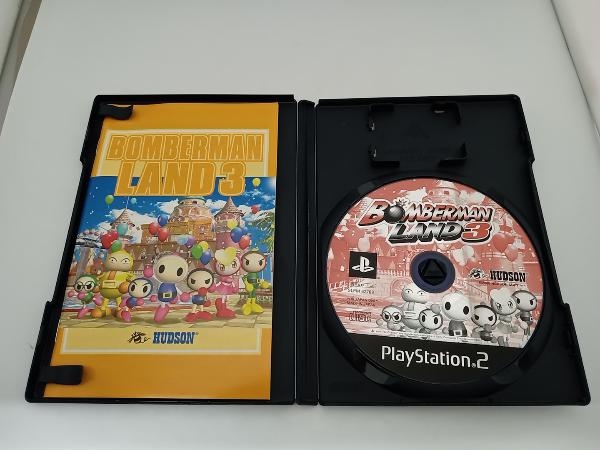 BOMBERMAN
LAND 3
HUDSON®
BOMBERMAN
LAND 3
HUDSON
PlayStation®2